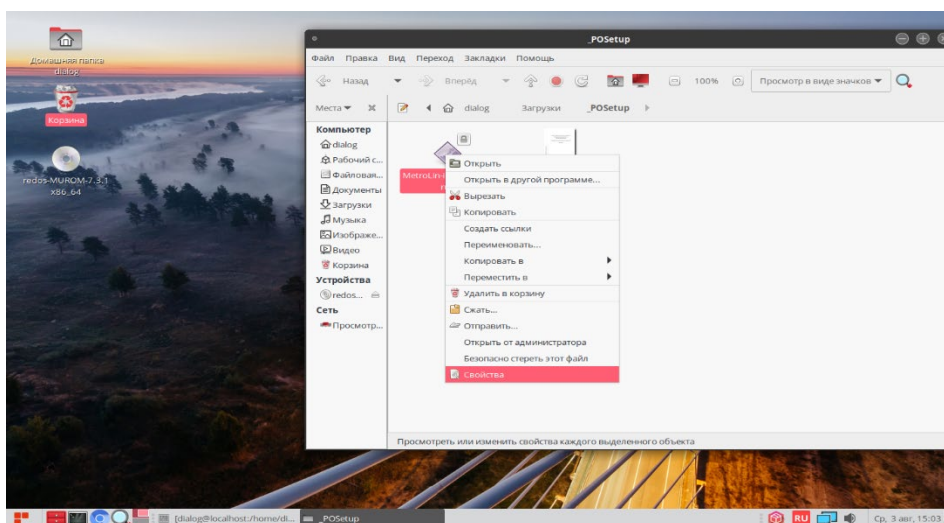 Домашняя папка
dialog
Корзина
redos-MUROM-7.3.1
x86_64
_POSetup
Файл Правка Вид Переход Закладки Помощь
Назад Вперёд 100% Просмотр в виде значков
Места dialog Загрузки _POSetup
Компьютер
dialog
Рабочий с...
Файловая...
Документы
Загрузки
Музыка
Изображе...
Видео
Корзина
Устройства
redos...
Сеть
Просмотр...
Открыть
Открыть в другой программе...
Вырезать
Копировать
Создать ссылки
Переименовать...
Копировать в
Переместить в
Удалить в корзину
Сжать...
Отправить...
Открыть от администратора
Безопасно стереть этот файл
Свойства
Просмотреть или изменить свойства каждого выделенного объекта
[dialog@localhost:/home/di... _POSetup RU Ср, 3 авг, 15:03